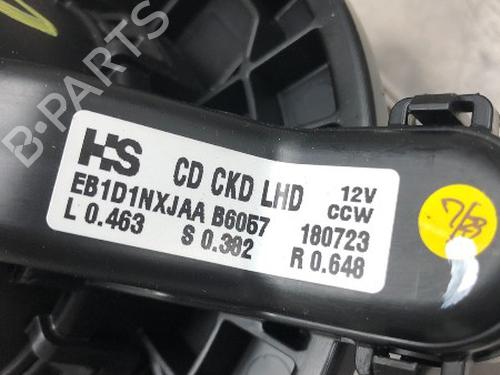 B-PARTS
HS CD CKD LHD 12V
EB1D1NXJAA B6057 CCW
L 0.463 S 0.382 180723
R 0.648
7/23